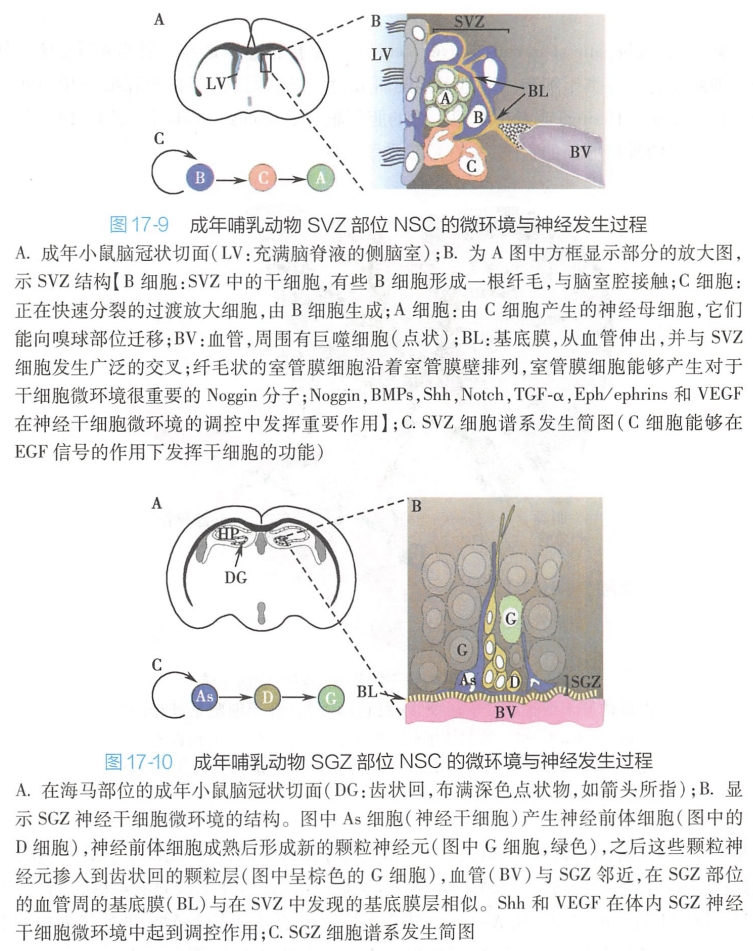 A
LV
B
SVZ
LV
A
B
C
BL
BV
C
B
C
A
图 17-9 成年哺乳动物 SVZ 部位 NSC 的微环境与神经发生过程
A. 成年小鼠脑冠状切面(LV:充满脑脊液的侧脑室);B. 为 A 图中方框显示部分的放大图,
示 SVZ 结构【B 细胞:SVZ 中的干细胞,有些 B 细胞形成一根纤毛,与脑室腔接触;C 细胞:
正在快速分裂的过渡放大细胞,由 B 细胞生成;A 细胞:由 C 细胞产生的神经母细胞,它们
能向嗅球部位迁移;BV:血管,周围有巨噬细胞(点状);BL:基底膜,从血管伸出,并与 SVZ
细胞发生广泛的交叉;纤毛状的室管膜细胞沿着室管膜壁排列,室管膜细胞能够产生对于
干细胞微环境很重要的 Noggin 分子;Noggin,BMPs,Shh,Notch,TGF-α,Eph/ephrins 和 VEGF
在神经干细胞微环境的调控中发挥重要作用】;C. SVZ 细胞谱系发生简图(C 细胞能够在
EGF 信号的作用下发挥干细胞的功能)
A
HP
DG
B
G
G
As
D
SGZ
BL
BV
C
As
D
G
图 17-10 成年哺乳动物 SGZ 部位 NSC 的微环境与神经发生过程
A. 在海马部位的成年小鼠脑冠状切面(DG:齿状回,布满深色点状物,如箭头所指);B. 显
示 SGZ 神经干细胞微环境的结构。图中 As 细胞(神经干细胞)产生神经前体细胞(图中的
D 细胞),神经前体细胞成熟后形成新的颗粒神经元(图中 G 细胞,绿色),之后这些颗粒神
经元掺入到齿状回的颗粒层(图中呈棕色的 G 细胞),血管(BV)与 SGZ 邻近,在 SGZ 部位
的血管周的基底膜(BL)与在 SVZ 中发现的基底膜层相似。Shh 和 VEGF 在体内 SGZ 神经
干细胞微环境中起到调控作用;C. SGZ 细胞谱系发生简图